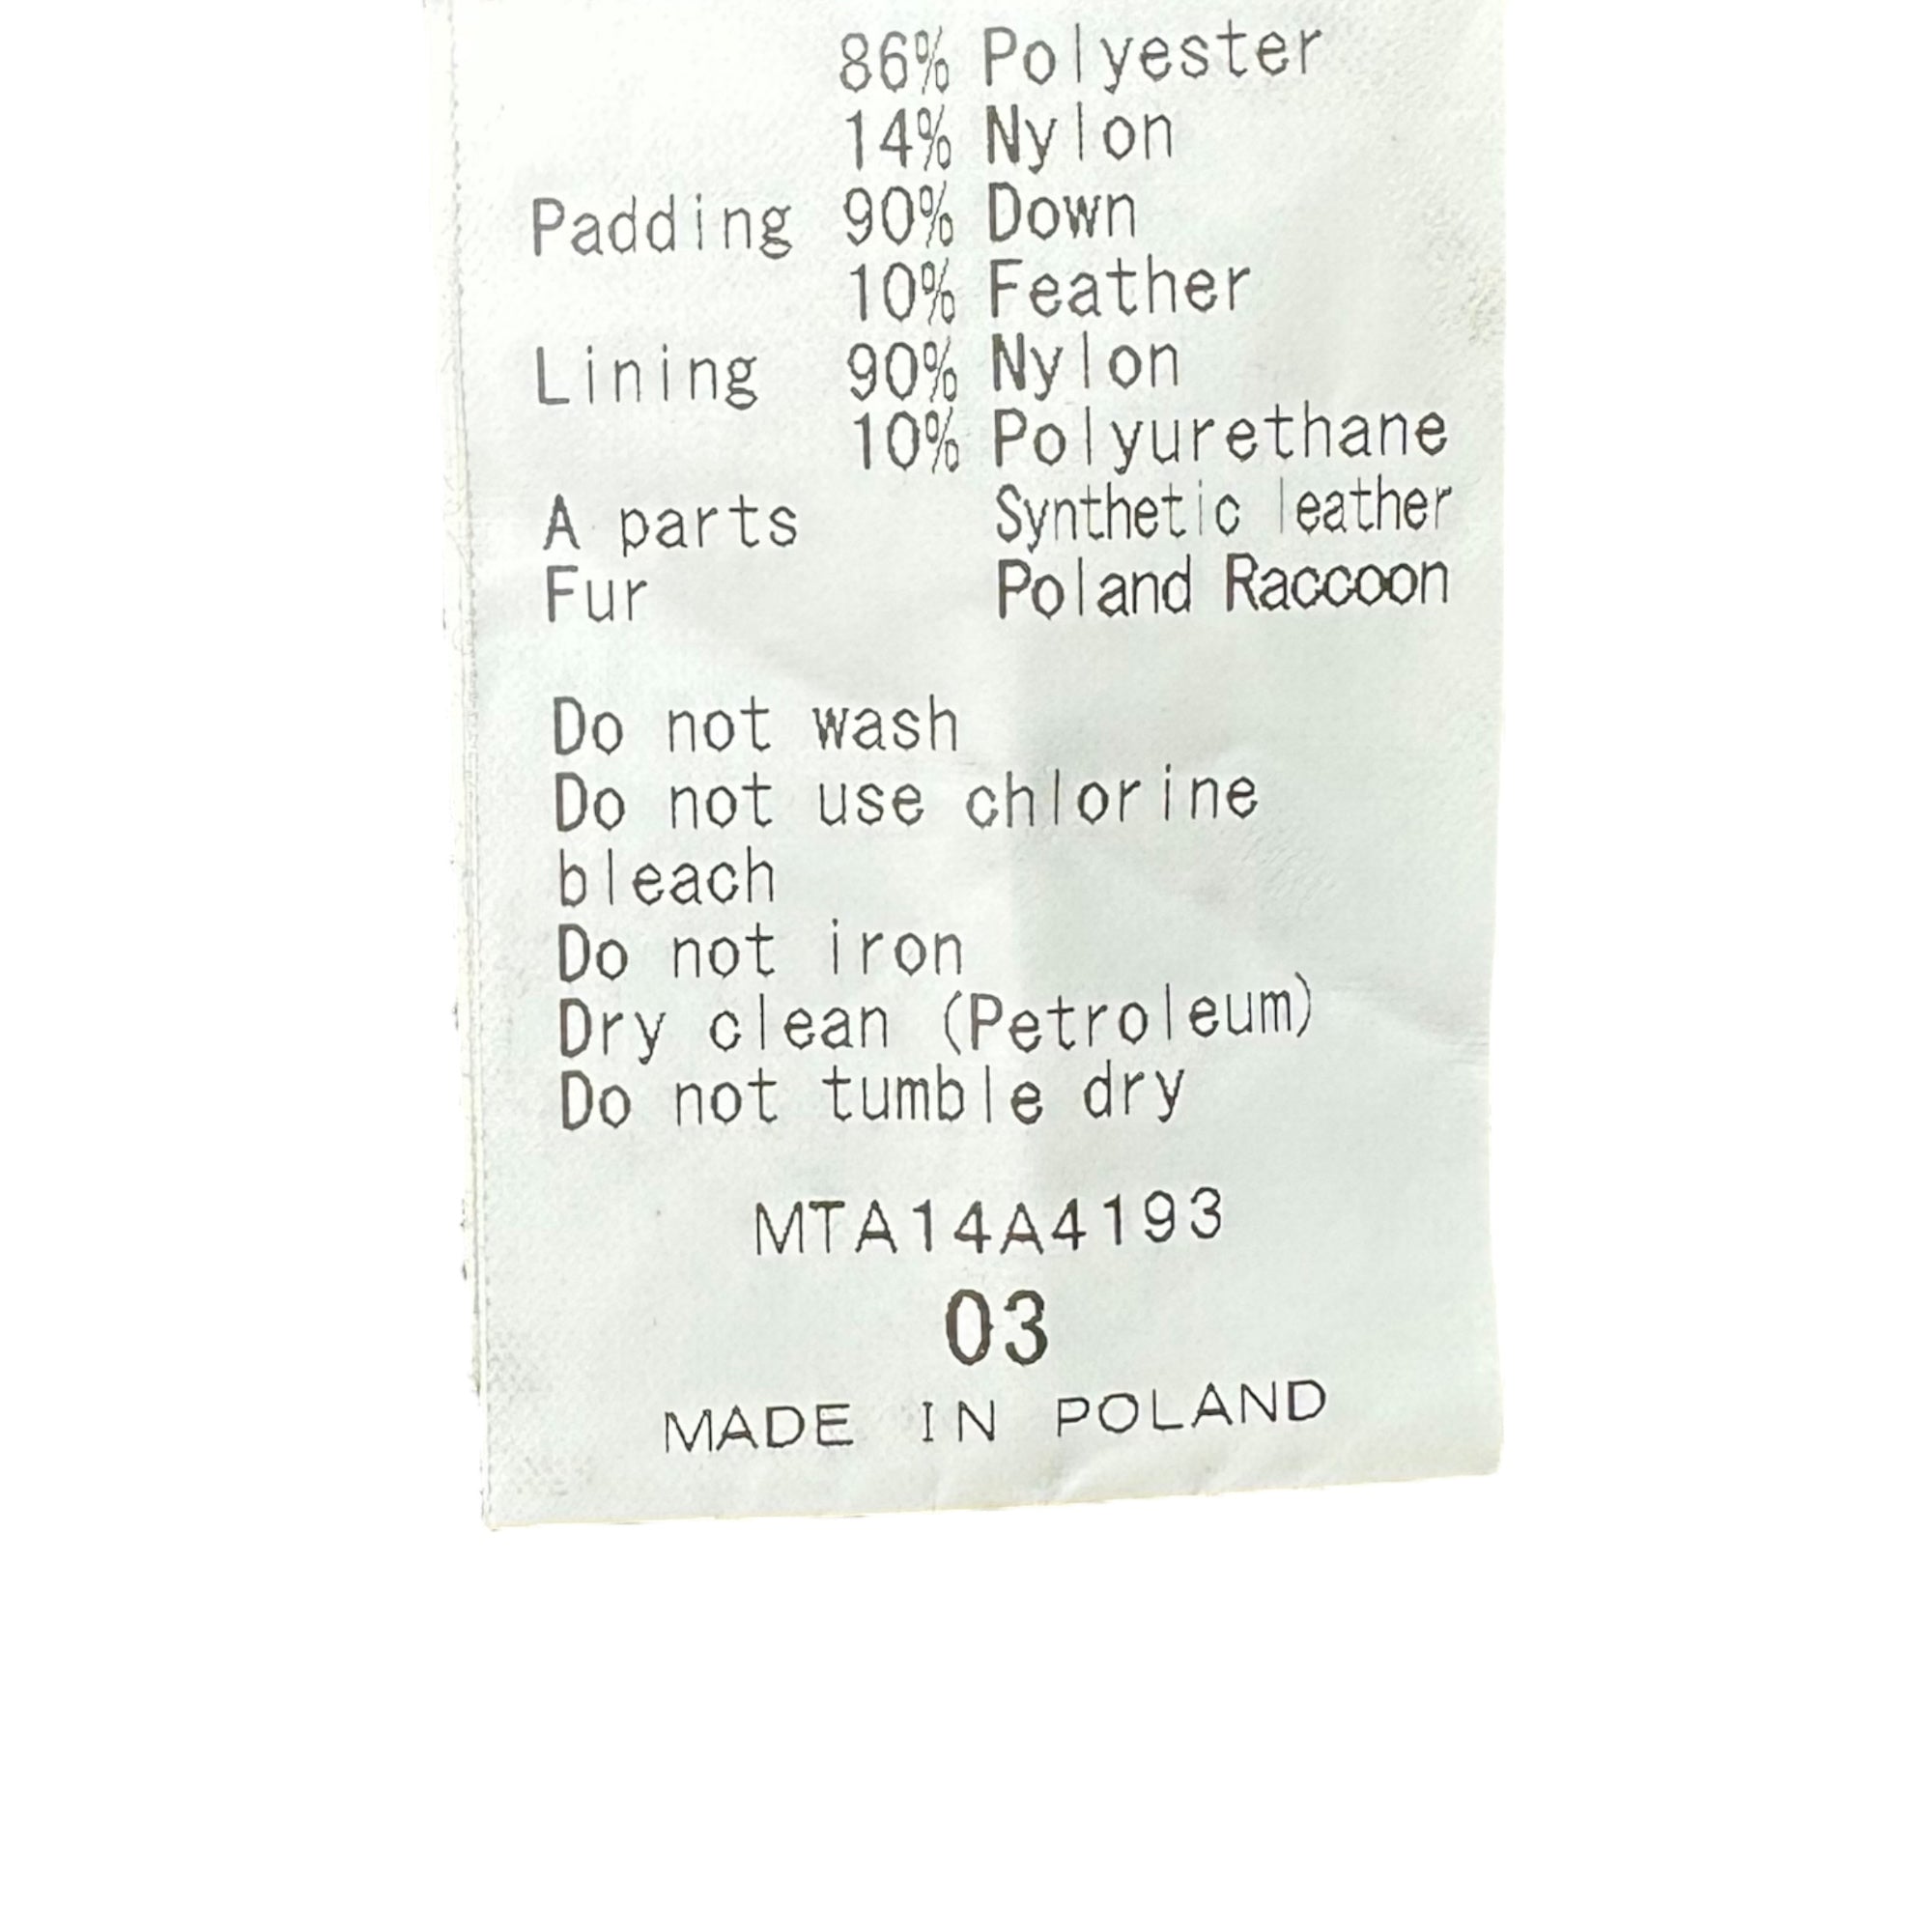 86% Polyester
14% Nylon
Padding 90% Down
10% Feather
Lining 90% Nylon
10% Polyurethane
A parts Synthetic leather
Fur Poland Raccoon
Do not wash
Do not use chlorine
bleach
Do not iron
Dry clean (Petroleum)
Do not tumble dry
MTA14A4193
03
MADE IN POLAND